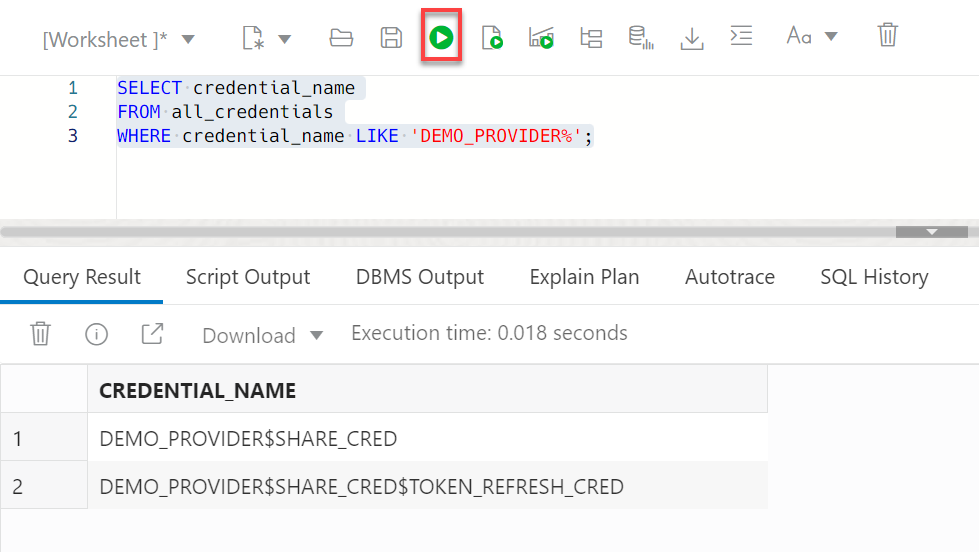 [Worksheet ]*
Aa
1 SELECT credential_name
2 FROM all_credentials
3 WHERE credential_name LIKE 'DEMO_PROVIDER%';
Query Result Script Output DBMS Output Explain Plan Autotrace SQL History
Download Execution time: 0.018 seconds
CREDENTIAL_NAME
1 DEMO_PROVIDER$SHARE_CRED
2 DEMO_PROVIDER$SHARE_CRED$TOKEN_REFRESH_CRED